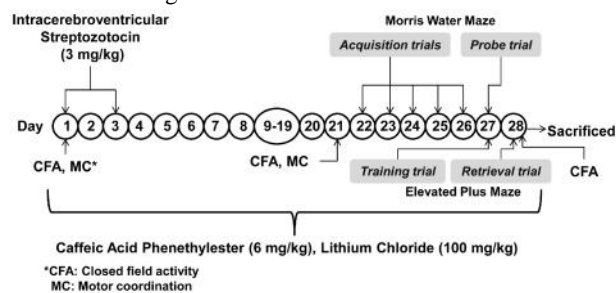 Intracerebroventricular
Streptozotocin
(3 mg/kg)
Morris Water Maze
Acquisition trials
Probe trial
Day 1 2 3 4 5 6 7 8 9-19 20 21 22 23 24 25 26 27 28 Sacrificed
CFA, MC*
CFA, MC
Training trial
Retrieval trial
CFA
Elevated Plus Maze
Caffeic Acid Phenethylester (6 mg/kg), Lithium Chloride (100 mg/kg)
*CFA: Closed field activity
MC: Motor coordination